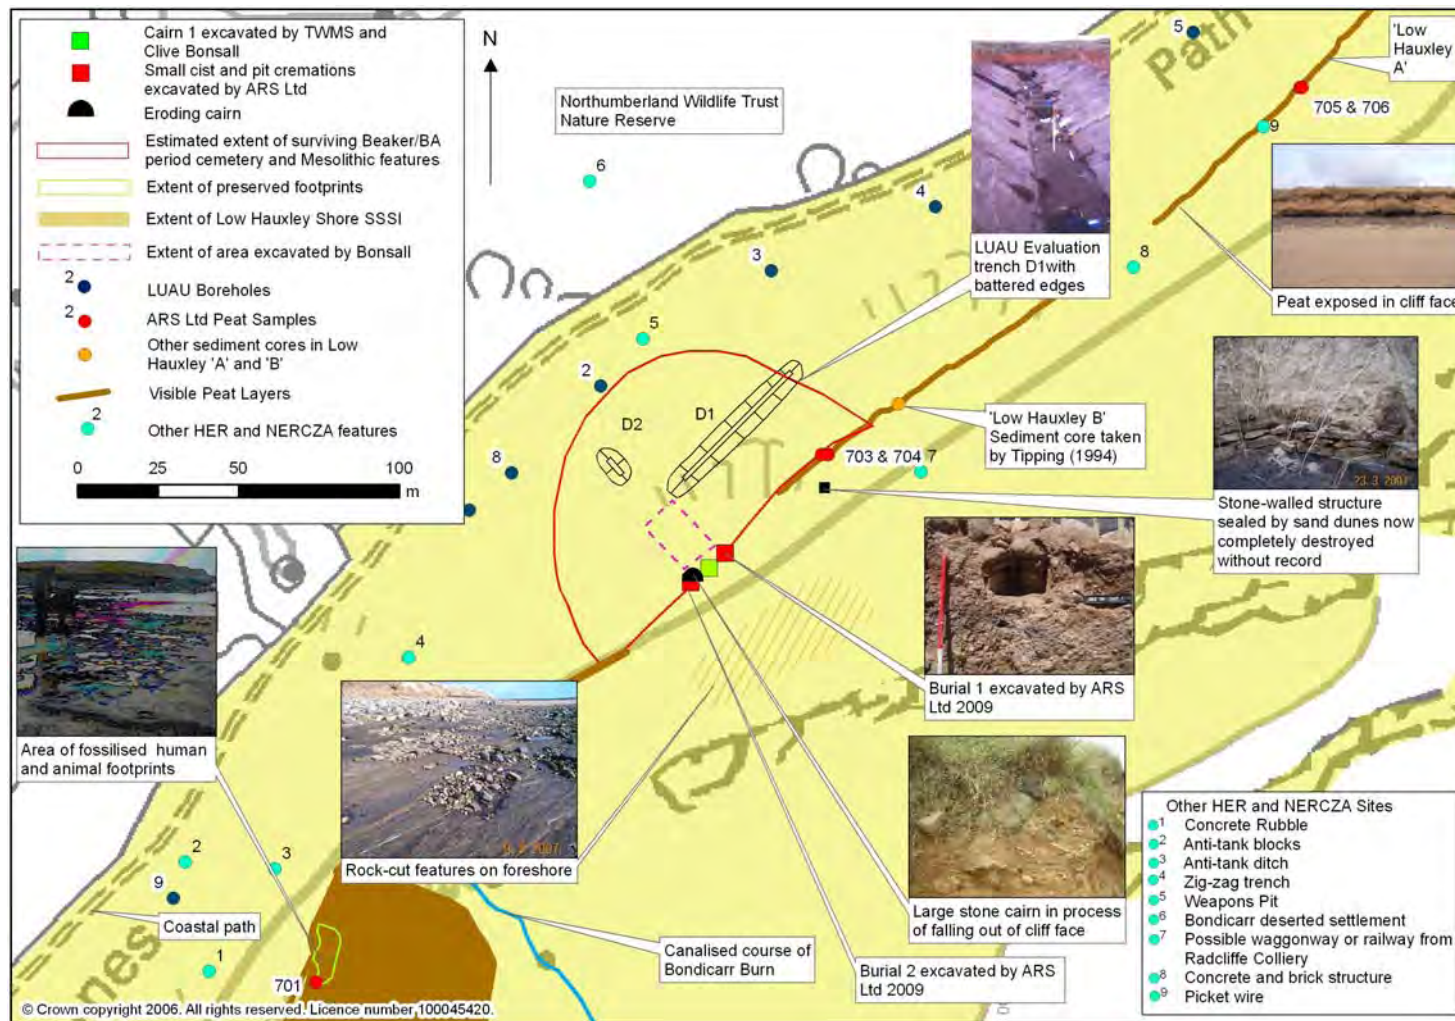 Cairn 1 excavated by TWMS and
Clive Bonsall
Small cist and pit cremations
excavated by ARS Ltd
Eroding cairn
Estimated extent of surviving Beaker/BA
period cemetery and Mesolithic features
Extent of preserved footprints
Extent of Low Hauxley Shore SSSI
Extent of area excavated by Bonsall
2
LUAU Boreholes
2
ARS Ltd Peat Samples
Other sediment cores in Low
Hauxley 'A' and 'B'
Visible Peat Layers
2
Other HER and NERCZA features
0 50 100
m
N
Northumberland Wildlife Trust
Nature Reserve
6
5
Path
'Low
Hauxley
A'
705 & 706
9
4
3
8
LUAU Evaluation
trench D1with
battered edges
Peat exposed in cliff face
5
2
D1
D2
8
703 & 704
7
'Low Hauxley B'
Sediment core taken
by Tipping (1994)
23.3.2007
Stone-walled structure
sealed by sand dunes now
completely destroyed
without record
4
Burial 1 excavated by ARS
Ltd 2009
Area of fossilised human
and animal footprints
Rock-cut features on foreshore
Large stone cairn in process
of falling out of cliff face
2
3
9
Coastal path
1
nes
701
Canalised course of
Bondicarr Burn
Burial 2 excavated by ARS
Ltd 2009
Other HER and NERCZA Sites
1 Concrete Rubble
2 Anti-tank blocks
3 Anti-tank ditch
4 Zig-zag trench
5 Weapons Pit
6 Bondicarr deserted settlement
7 Possible waggonway or railway from
Radcliffe Colliery
8 Concrete and brick structure
9 Picket wire
© Crown copyright 2006. All rights reserved. Licence number 100045420.